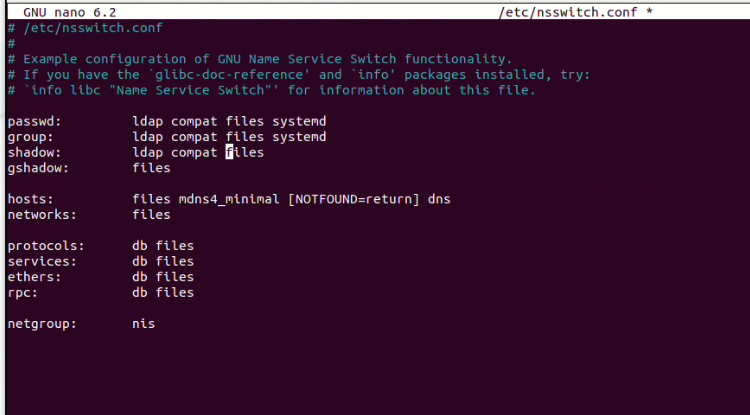 GNU nano 6.2 /etc/nsswitch.conf *
# /etc/nsswitch.conf
#
# Example configuration of GNU Name Service Switch functionality.
# If you have the `glibc-doc-reference' and `info' packages installed, try:
# `info libc "Name Service Switch"' for information about this file.
passwd: ldap compat files systemd
group: ldap compat files systemd
shadow: ldap compat files
gshadow: files
hosts: files mdns4_minimal [NOTFOUND=return] dns
networks: files
protocols: db files
services: db files
ethers: db files
rpc: db files
netgroup: nis